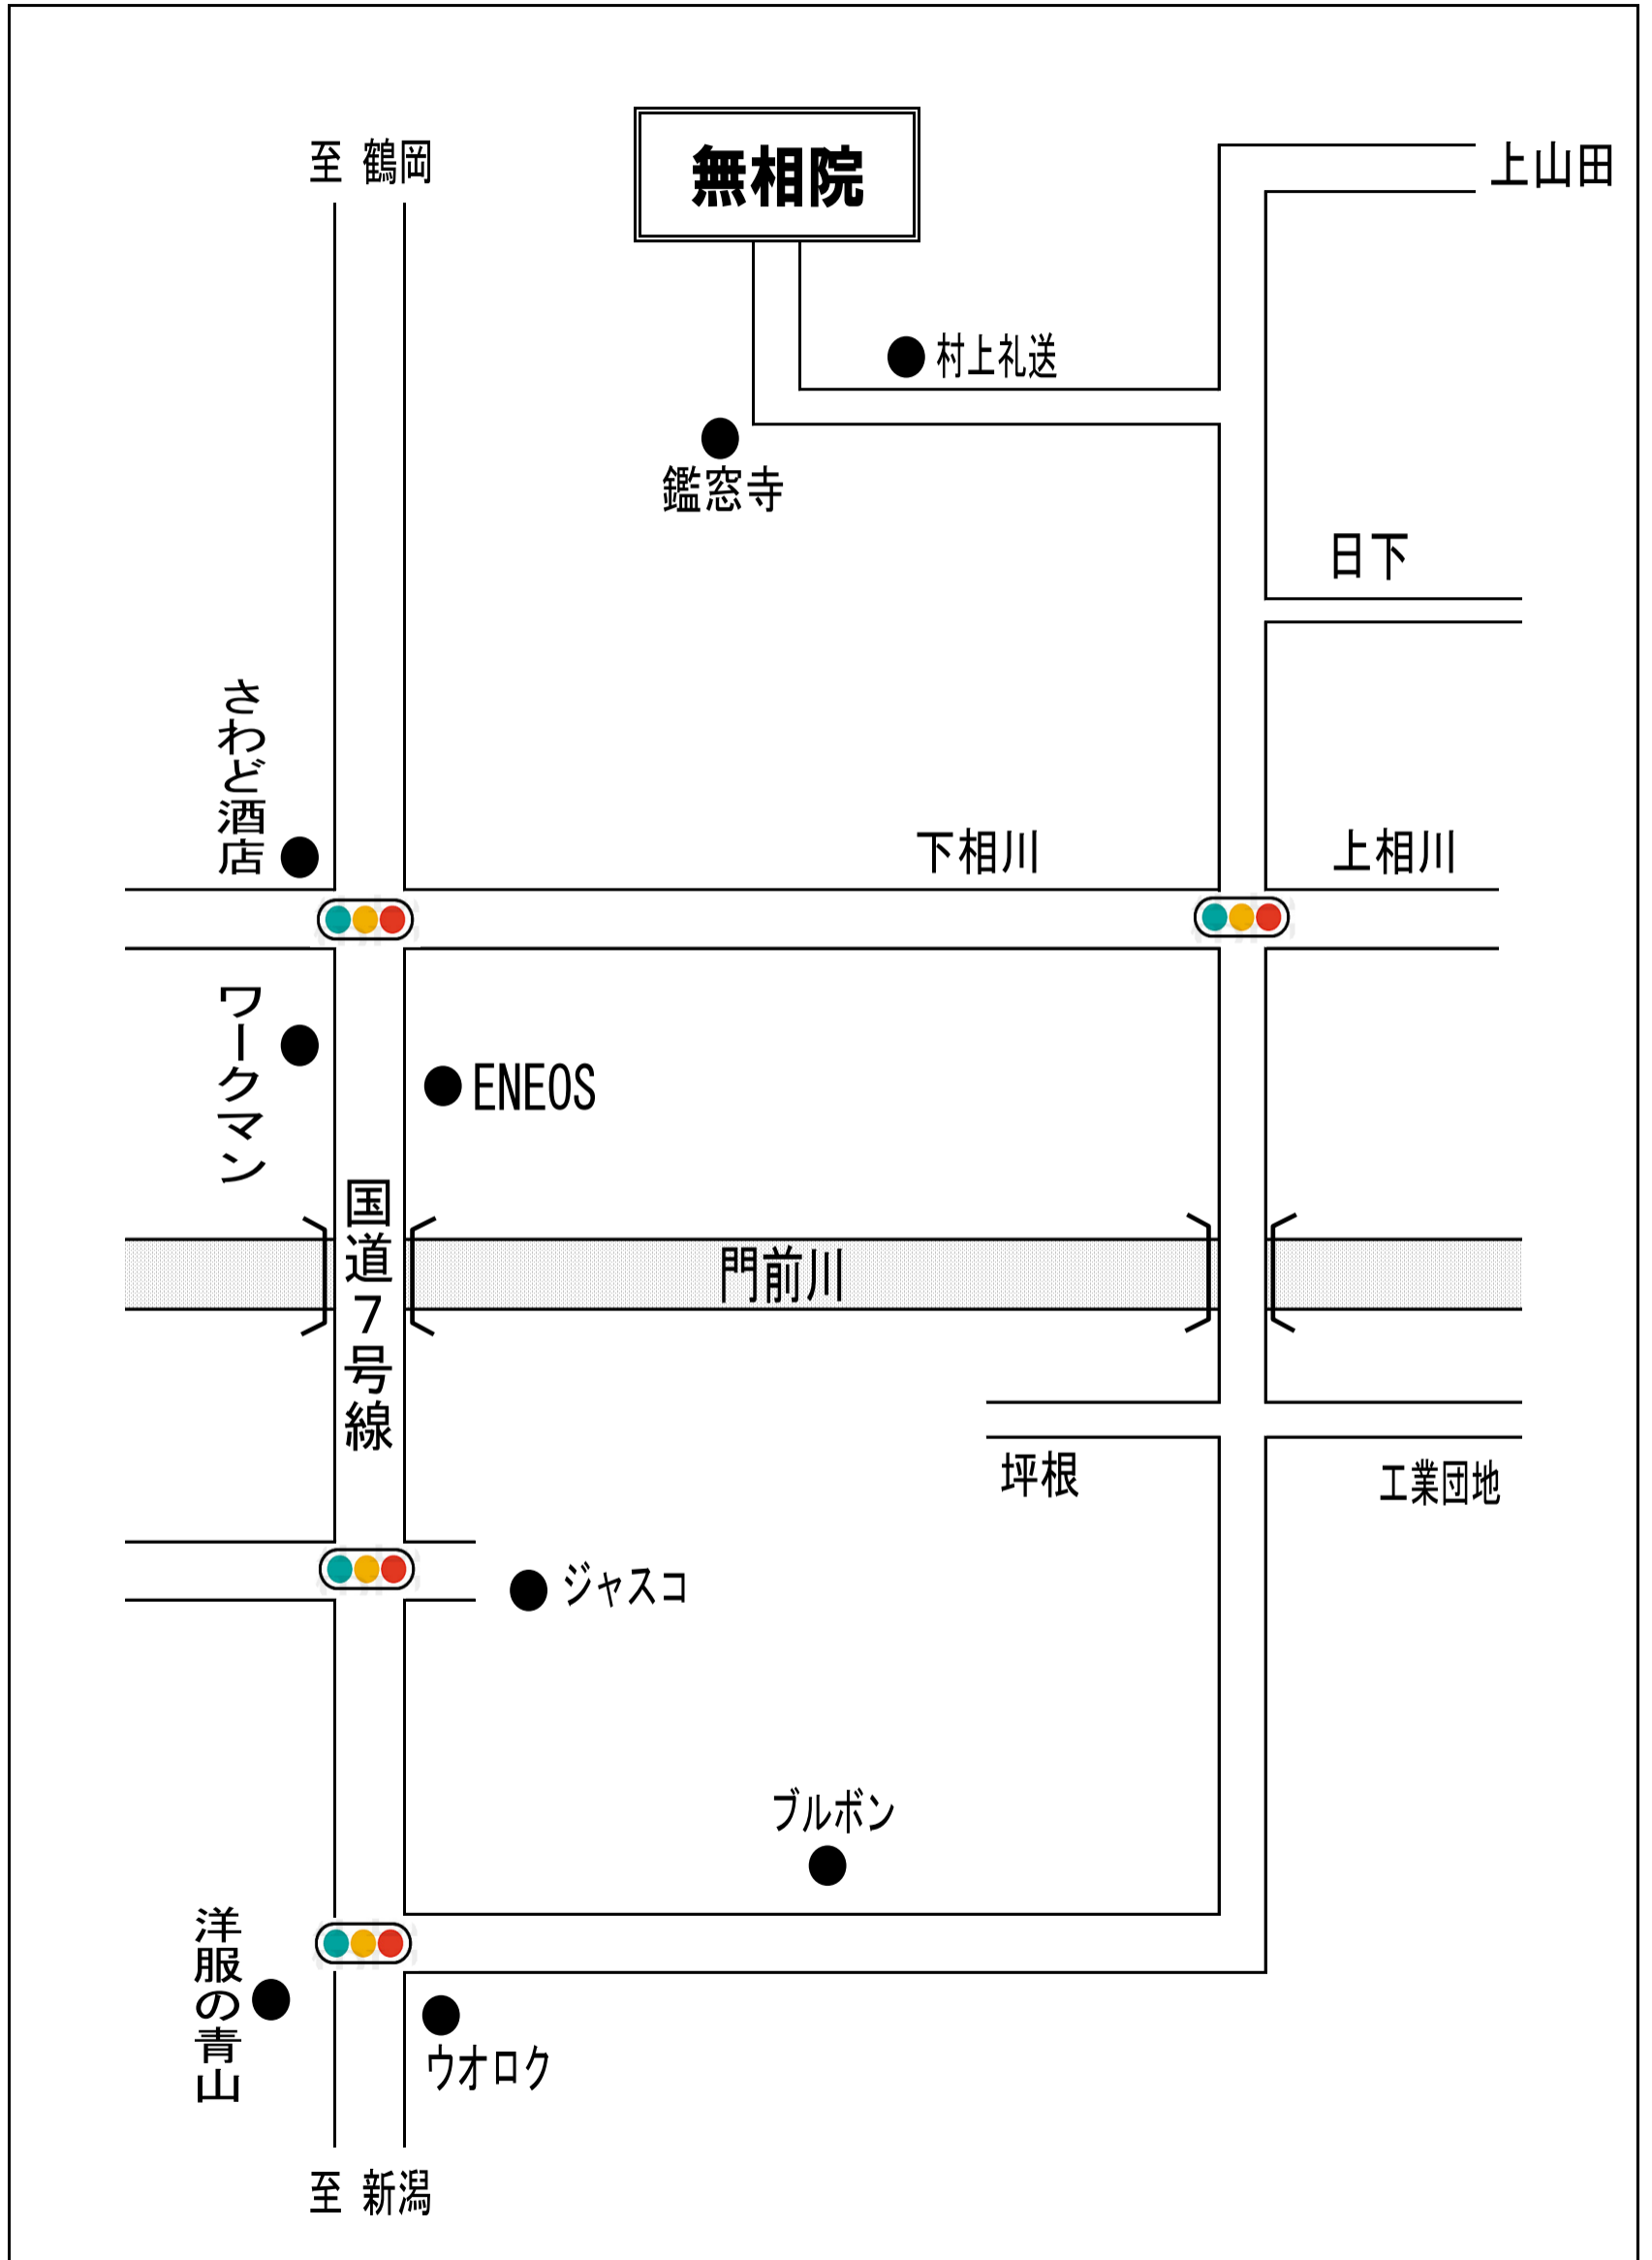 無相院
至 鶴岡
上山田
村上礼送
鑑窓寺
日下
さわど酒店
下相川
上相川
ワークマン
ENEOS
国道7号線
門前川
坪根
工業団地
ジャスコ
ブルボン
洋服の青山
ウオロク
至 新潟